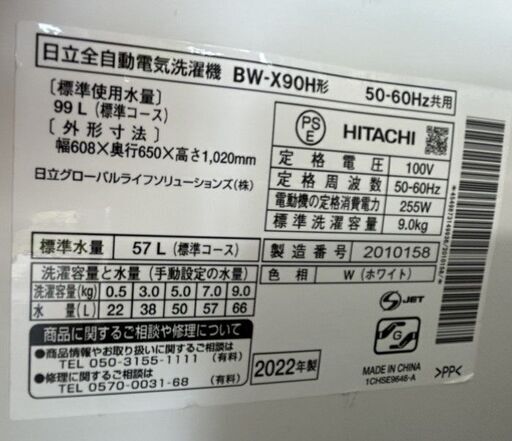 日立全自動電気洗濯機 BW-X90H形 50-60Hz共用
〔標準使用水量〕
99L(標準コース)
〔外形寸法〕
幅608×奥行650×高さ1,020mm
日立グローバルライフソリューションズ(株)
PSE HITACHI
定格電圧 100V
定格周波数 50-60Hz
電動機の定格消費電力 255W
標準洗濯容量 9.0kg
製造番号 2010158
色相 W(ホワイト)
標準水量 57L(標準コース)
洗濯容量と水量(手動設定の水量)
洗濯容量(kg) 0.5 3.0 5.0 7.0 9.0
水量(L) 22 38 50 57 66
商品に関するご相談や修理について
●商品情報やお取り扱いに関するご相談
TEL 050-3155-1111(有料)
●修理に関するご相談
TEL 0570-0031-68(有料)
2022年製
S JET
G
MADE IN CHINA
1CHSE9646-A
>PP<